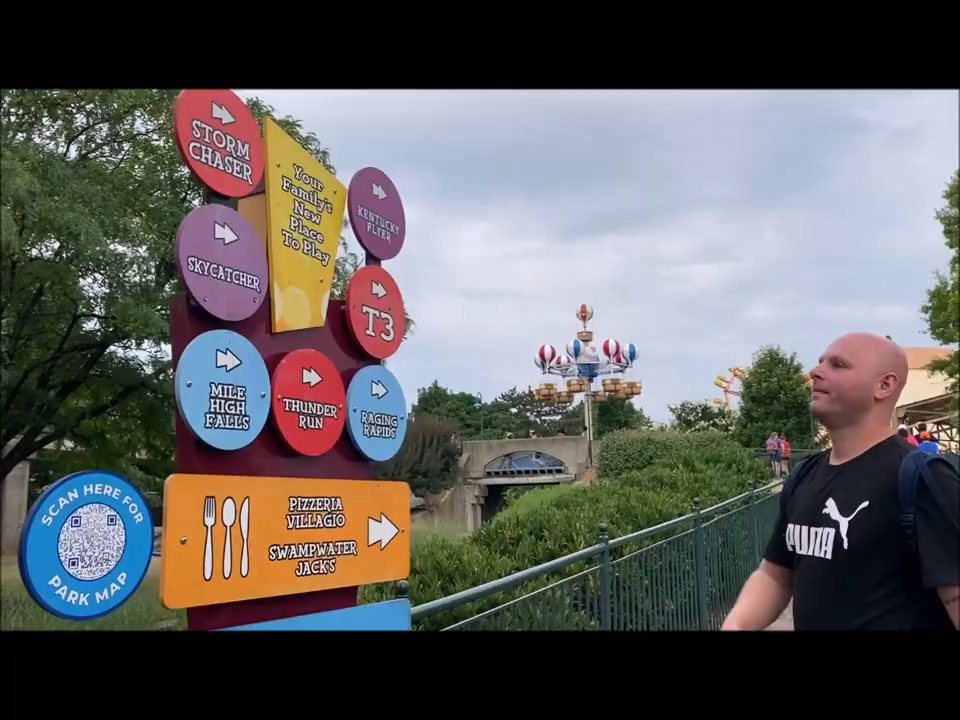 STORM
CHASER
Your
Family's
New
Place
To Play
KENTUCKY
FLYER
SKYCATCHER
T3
MILE
HIGH
FALLS
THUNDER
RUN
RAGING
RAPIDS
PIZZERIA
VILLAGIO
SWAMPWATER
JACK'S
SCAN HERE FOR
PARK MAP
PUMA